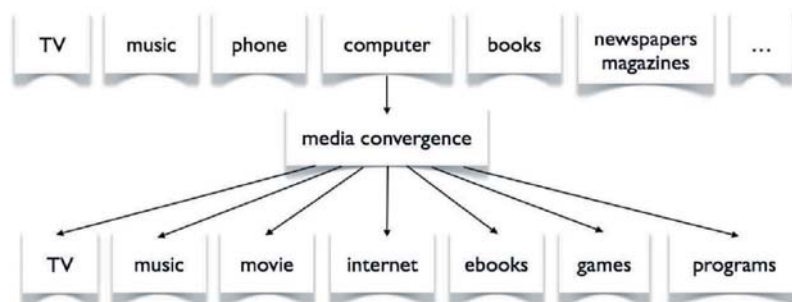 TV
music
phone
computer
books
newspapers
magazines
...
media convergence
TV
music
movie
internet
ebooks
games
programs